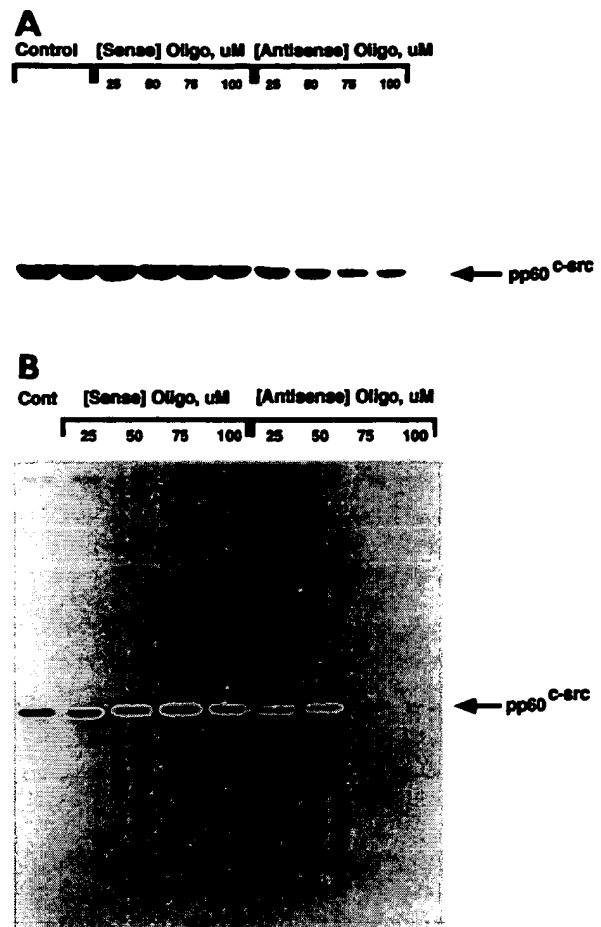 A
Control [Sense] Oligo, uM [Antisense] Oligo, uM
25 50 75 100 25 50 75 100
pp60 c-src
B
Cont [Sense] Oligo, uM [Antisense] Oligo, uM
25 50 75 100 25 50 75 100
pp60 c-src